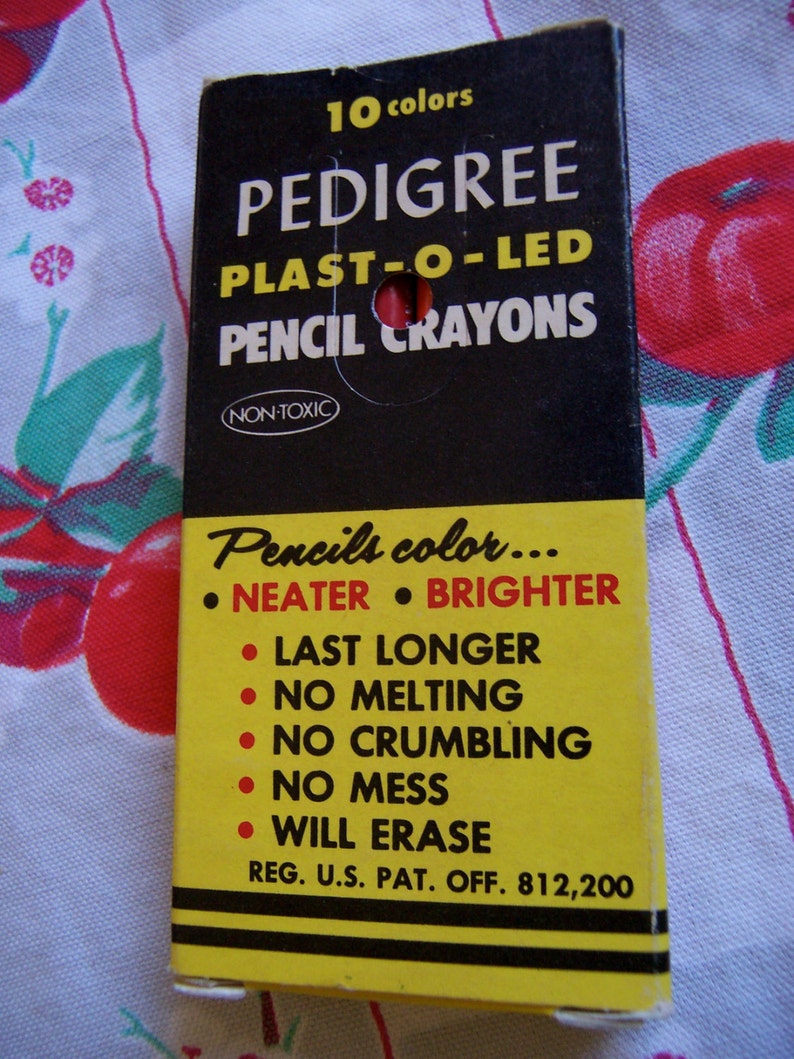 10 colors
PEDIGREE
PLAST-O-LED
PENCIL CRAYONS
NON-TOXIC
Pencils color...
• NEATER • BRIGHTER
• LAST LONGER
• NO MELTING
• NO CRUMBLING
• NO MESS
• WILL ERASE
REG. U.S. PAT. OFF. 812,200